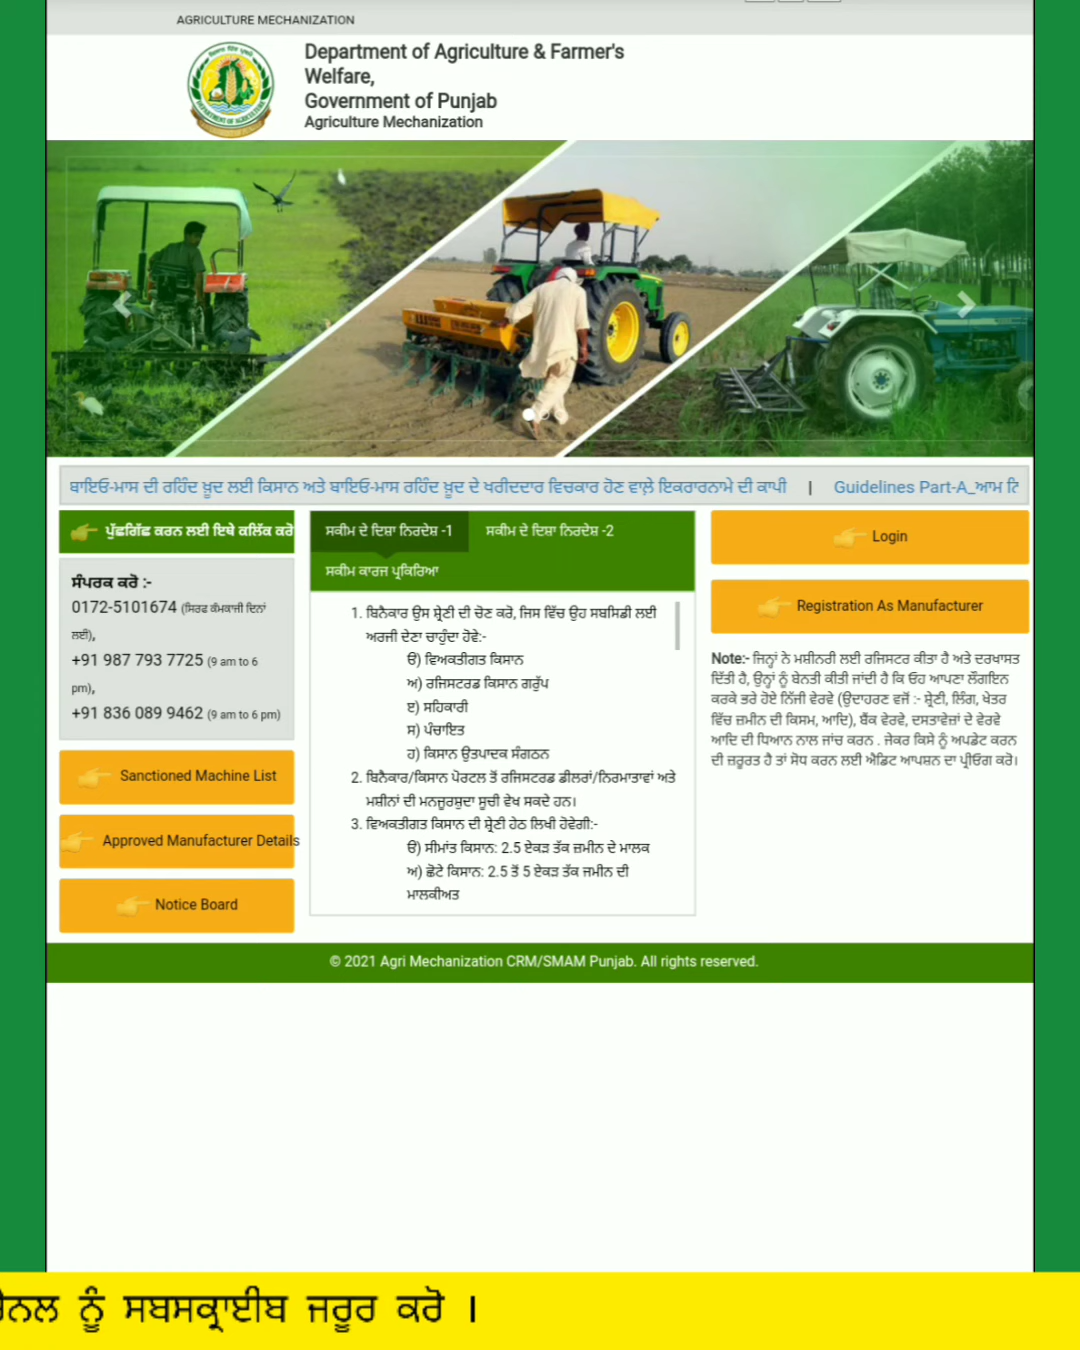 AGRICULTURE MECHANIZATION
Department of Agriculture & Farmer's
Welfare,
Government of Punjab
Agriculture Mechanization
ਬਾਇਓ-ਮਾਸ ਦੀ ਰਹਿੰਦ ਖ਼ੂਦ ਲਈ ਕਿਸਾਨ ਅਤੇ ਬਾਇਓ-ਮਾਸ ਰਹਿੰਦ ਖ਼ੂਦ ਦੇ ਖਰੀਦਦਾਰ ਵਿਚਕਾਰ ਹੋਣ ਵਾਲ਼ੇ ਇਕਰਾਰਨਾਮੇ ਦੀ ਕਾਪੀ | Guidelines Part-A_ਆਮ
ਪੁੱਛਗਿੱਛ ਕਰਨ ਲਈ ਇਥੇ ਕਲਿੱਕ ਕਰੋ
ਸੰਪਰਕ ਕਰੋ :-
0172-5101674 (ਸਿਰਫ ਕੰਮਕਾਜੀ ਦਿਨਾਂ
ਲਈ),
+91 987 793 7725 (9 am to 6
pm),
+91 836 089 9462 (9 am to 6 pm)
Sanctioned Machine List
Approved Manufacturer Details
Notice Board
ਸਕੀਮ ਦੇ ਦਿਸ਼ਾ ਨਿਰਦੇਸ਼ -1
ਸਕੀਮ ਦੇ ਦਿਸ਼ਾ ਨਿਰਦੇਸ਼ -2
ਸਕੀਮ ਕਾਰਜ ਪ੍ਰਕਿਰਿਆ
1. ਬਿਨੈਕਾਰ ਉਸ ਸ਼੍ਰੇਣੀ ਦੀ ਚੋਣ ਕਰੋ, ਜਿਸ ਵਿੱਚ ਉਹ ਸਬਸਿਡੀ ਲਈ
ਅਰਜੀ ਦੇਣਾ ਚਾਹੁੰਦਾ ਹੋਵੇ:-
ੳ) ਵਿਅਕਤੀਗਤ ਕਿਸਾਨ
ਅ) ਰਜਿਸਟਰਡ ਕਿਸਾਨ ਗਰੁੱਪ
ੲ) ਸਹਿਕਾਰੀ
ਸ) ਪੰਚਾਇਤ
ਹ) ਕਿਸਾਨ ਉਤਪਾਦਕ ਸੰਗਠਨ
2. ਬਿਨੈਕਾਰ/ਕਿਸਾਨ ਪੋਰਟਲ ਤੋਂ ਰਜਿਸਟਰਡ ਡੀਲਰਾਂ/ਨਿਰਮਾਤਾਵਾਂ ਅਤੇ
ਮਸ਼ੀਨਾਂ ਦੀ ਮਨਜੂਰਸ਼ੁਦਾ ਸੂਚੀ ਵੇਖ ਸਕਦੇ ਹਨ।
3. ਵਿਅਕਤੀਗਤ ਕਿਸਾਨ ਦੀ ਸ਼੍ਰੇਣੀ ਹੇਠ ਲਿਖੀ ਹੋਵੇਗੀ:-
ੳ) ਸੀਮਾਂਤ ਕਿਸਾਨ: 2.5 ਏਕੜ ਤੱਕ ਜ਼ਮੀਨ ਦੇ ਮਾਲਕ
ਅ) ਛੋਟੇ ਕਿਸਾਨ: 2.5 ਤੋਂ 5 ਏਕੜ ਤੱਕ ਜਮੀਨ ਦੀ
ਮਾਲਕੀਅਤ
Login
Registration As Manufacturer
Note:- ਜਿਨ੍ਹਾਂ ਨੇ ਮਸ਼ੀਨਰੀ ਲਈ ਰਜਿਸਟਰ ਕੀਤਾ ਹੈ ਅਤੇ ਦਰਖਾਸਤ
ਦਿੱਤੀ ਹੈ, ਉਨ੍ਹਾਂ ਨੂੰ ਬੇਨਤੀ ਕੀਤੀ ਜਾਂਦੀ ਹੈ ਕਿ ਓਹ ਆਪਣਾ ਲੌਗਇਨ
ਕਰਕੇ ਭਰੇ ਹੋਏ ਨਿੱਜੀ ਵੇਰਵੇ (ਉਦਾਹਰਣ ਵਜੋਂ :- ਸ਼੍ਰੇਣੀ, ਲਿੰਗ, ਖੇਤਰ
ਵਿੱਚ ਜ਼ਮੀਨ ਦੀ ਕਿਸਮ, ਆਦਿ), ਬੈਂਕ ਵੇਰਵੇ, ਦਸਤਾਵੇਜ਼ਾਂ ਦੇ ਵੇਰਵੇ
ਆਦਿ ਦੀ ਧਿਆਨ ਨਾਲ ਜਾਂਚ ਕਰਨ . ਜੇਕਰ ਕਿਸੇ ਨੂੰ ਅਪਡੇਟ ਕਰਨ
ਦੀ ਜ਼ਰੂਰਤ ਹੈ ਤਾਂ ਸੋਧ ਕਰਨ ਲਈ ਐਡਿਟ ਆਪਸ਼ਨ ਦਾ ਪ੍ਰੀਓਗ ਕਰੋ।
© 2021 Agri Mechanization CRM/SMAM Punjab. All rights reserved.
ਨੂੰ ਸਬਸਕ੍ਰਾਈਬ ਜਰੂਰ ਕਰੋ ।